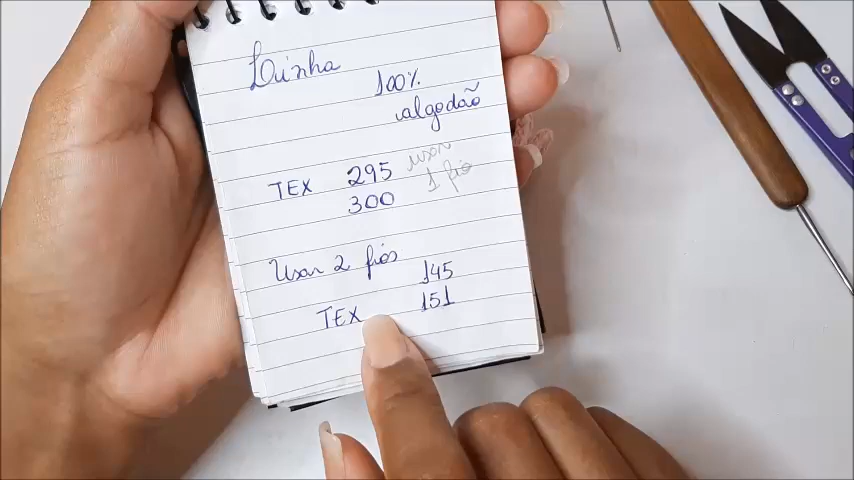 Linha
100%
algodão
TEX 295 usar
300 1 fio
Usar 2 fios
145
TEX 151